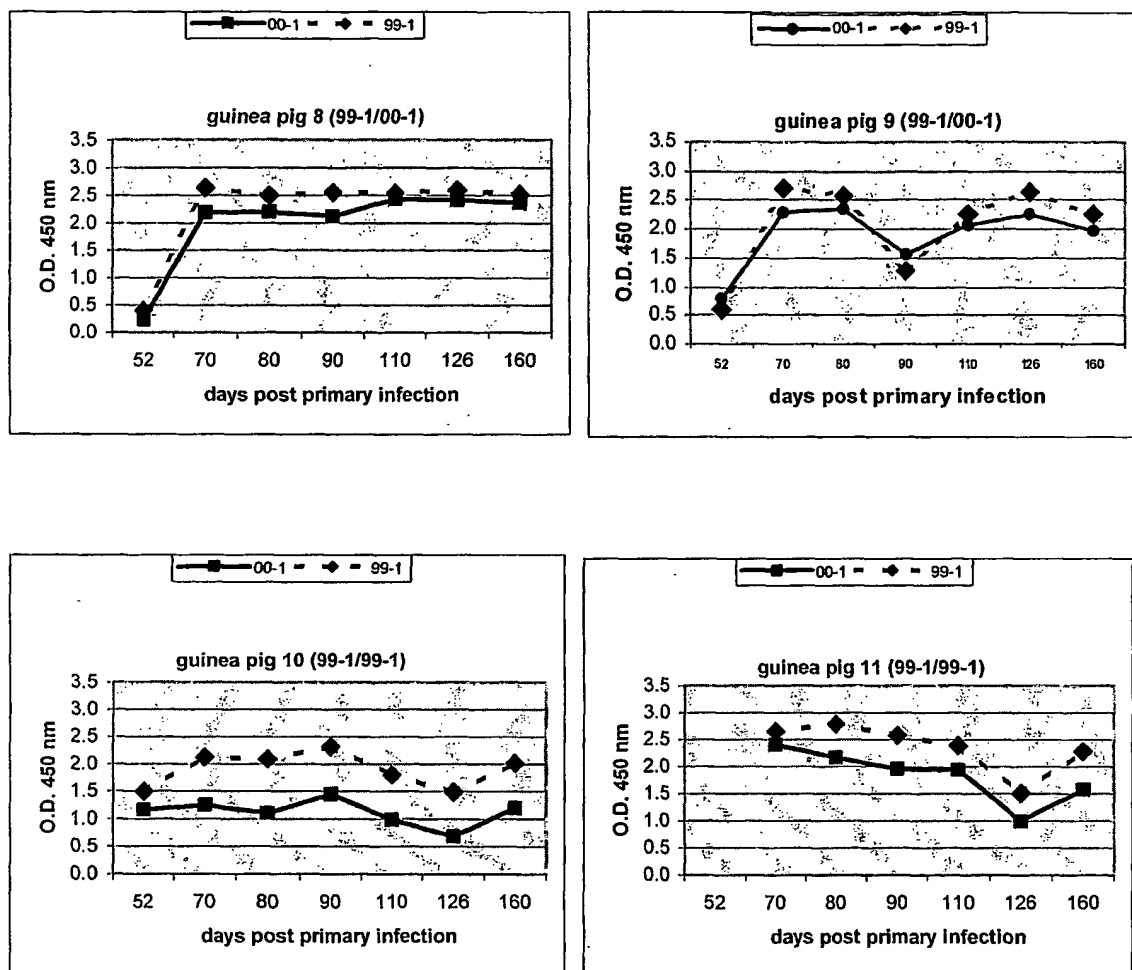 00-1 99-1
guinea pig 8 (99-1/00-1)
O.D. 450 nm
3.5
3.0
2.5
2.0
1.5
1.0
0.5
0.0
52 70 80 90 110 126 160
days post primary infection
00-1 99-1
guinea pig 9 (99-1/00-1)
O.D. 450 nm
3.5
3.0
2.5
2.0
1.5
1.0
0.5
0.0
52 70 80 90 110 126 160
days post primary infection
00-1 99-1
guinea pig 10 (99-1/99-1)
O.D. 450 nm
3.5
3.0
2.5
2.0
1.5
1.0
0.5
0.0
52 70 80 90 110 126 160
days post primary infection
00-1 99-1
guinea pig 11 (99-1/99-1)
O.D. 450 nm
3.5
3.0
2.5
2.0
1.5
1.0
0.5
0.0
52 70 80 90 110 126 160
days post primary infection